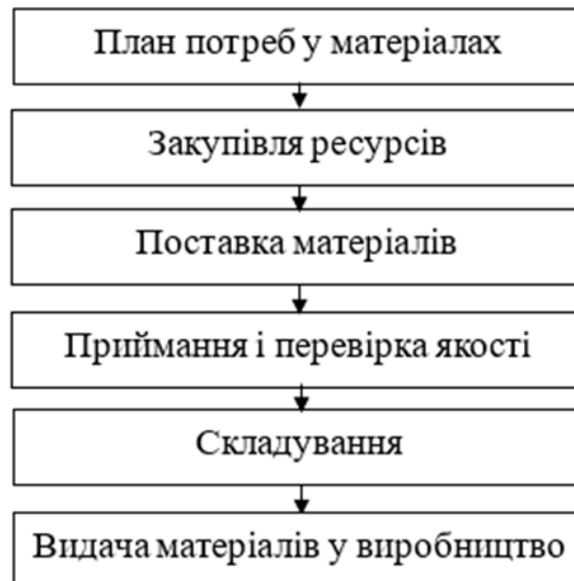 План потреб у матеріалах
Закупівля ресурсів
Поставка матеріалів
Приймання і перевірка якості
Складування
Видача матеріалів у виробництво